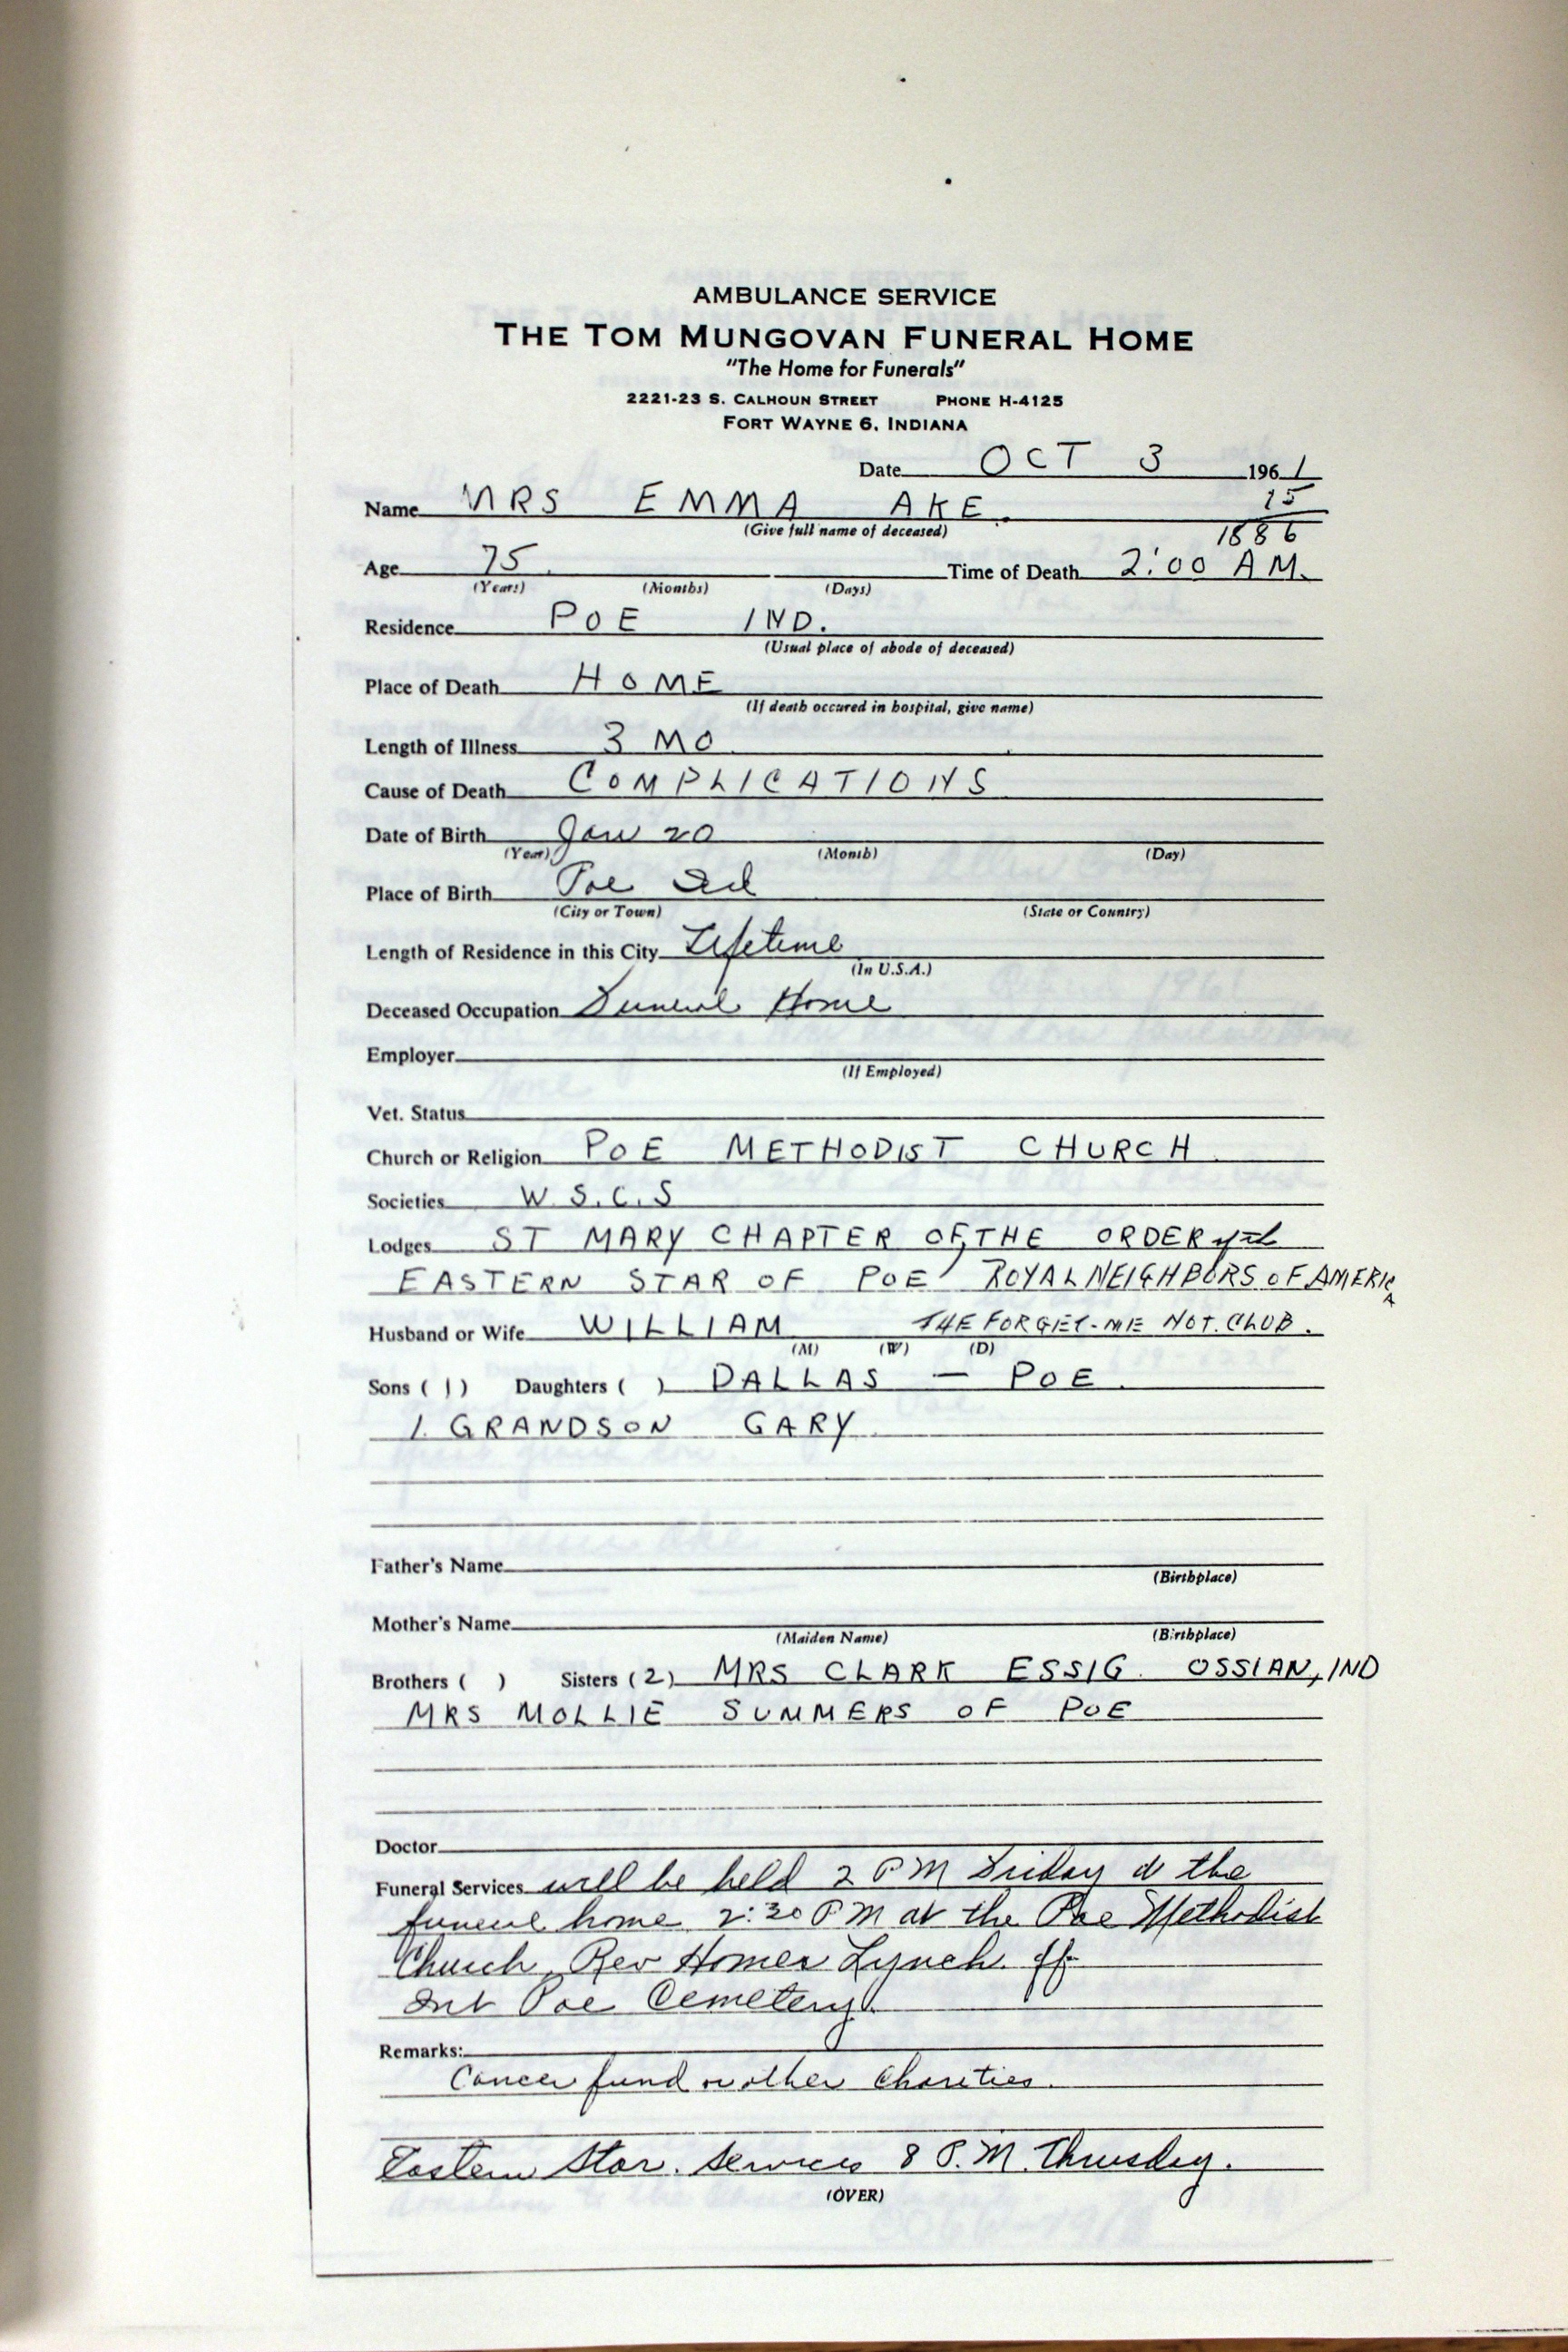 AMBULANCE SERVICE
THE TOM MUNGOVAN FUNERAL HOME
"The Home for Funerals"
2221-23 S. CALHOUN STREET PHONE H-4125
FORT WAYNE 6, INDIANA
Date OCT 3 1961
Name MRS EMMA AKE. 75
(Give full name of deceased) 1886
Age 75. Time of Death 2:00 AM.
(Years) (Months) (Days)
Residence POE IND.
(Usual place of abode of deceased)
Place of Death HOME
(If death occured in hospital, give name)
Length of Illness 3 MO
Cause of Death COMPLICATIONS
Date of Birth Jan 20
(Year) (Month) (Day)
Place of Birth Poe Ind
(City or Town) (State or Country)
Length of Residence in this City Lifetime
(In U.S.A.)
Deceased Occupation Funeral Home
Employer
(If Employed)
Vet. Status
Church or Religion POE METHODIST CHURCH
Societies W.S.C.S
Lodges ST MARY CHAPTER OF THE ORDER of the
EASTERN STAR OF POE, ROYAL NEIGHBORS OF AMERICA
Husband or Wife WILLIAM THE FORGET-ME NOT. CLUB.
(M) (W) (D)
Sons ( 1 ) Daughters ( ) DALLAS — POE.
1. GRANDSON GARY
Father's Name
(Birthplace)
Mother's Name
(Maiden Name) (Birthplace)
Brothers ( ) Sisters ( 2 ) MRS CLARK ESSIG. OSSIAN, IND
MRS MOLLIE SUMMERS OF POE
Doctor
Funeral Services will be held 2 PM Friday at the
funeral home 2:30 PM at the Poe Methodist
Church, Rev Homer Lynch. off
Int Poe Cemetery.
Remarks:
Cancer fund or other Charities.
Eastern Star. Services 8 P.M. Thursday.
(OVER)